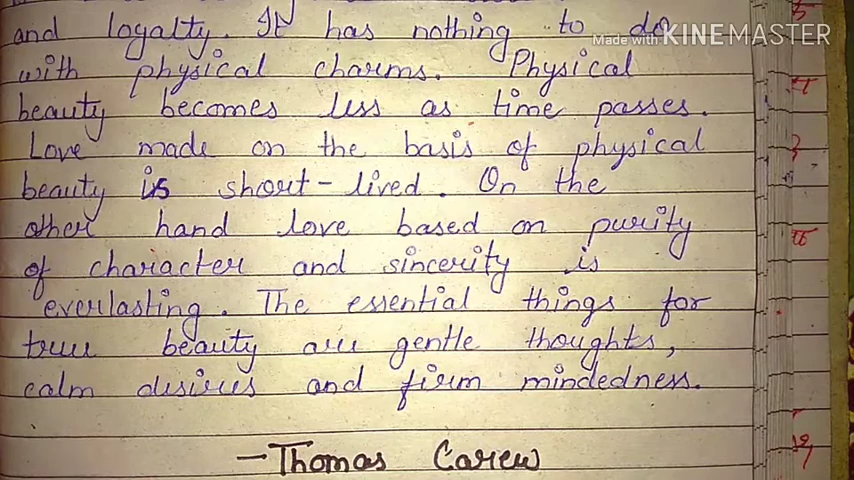 and loyalty. It has nothing to do
Made with KINEMASTER
with physical charms. Physical
beauty becomes less as time passes.
Love made on the basis of physical
beauty is short-lived. On the
other hand love based on purity
of character and sincerity is
everlasting. The essential things for
true beauty are gentle thoughts,
calm desires and firm mindedness.
-Thomas Carew